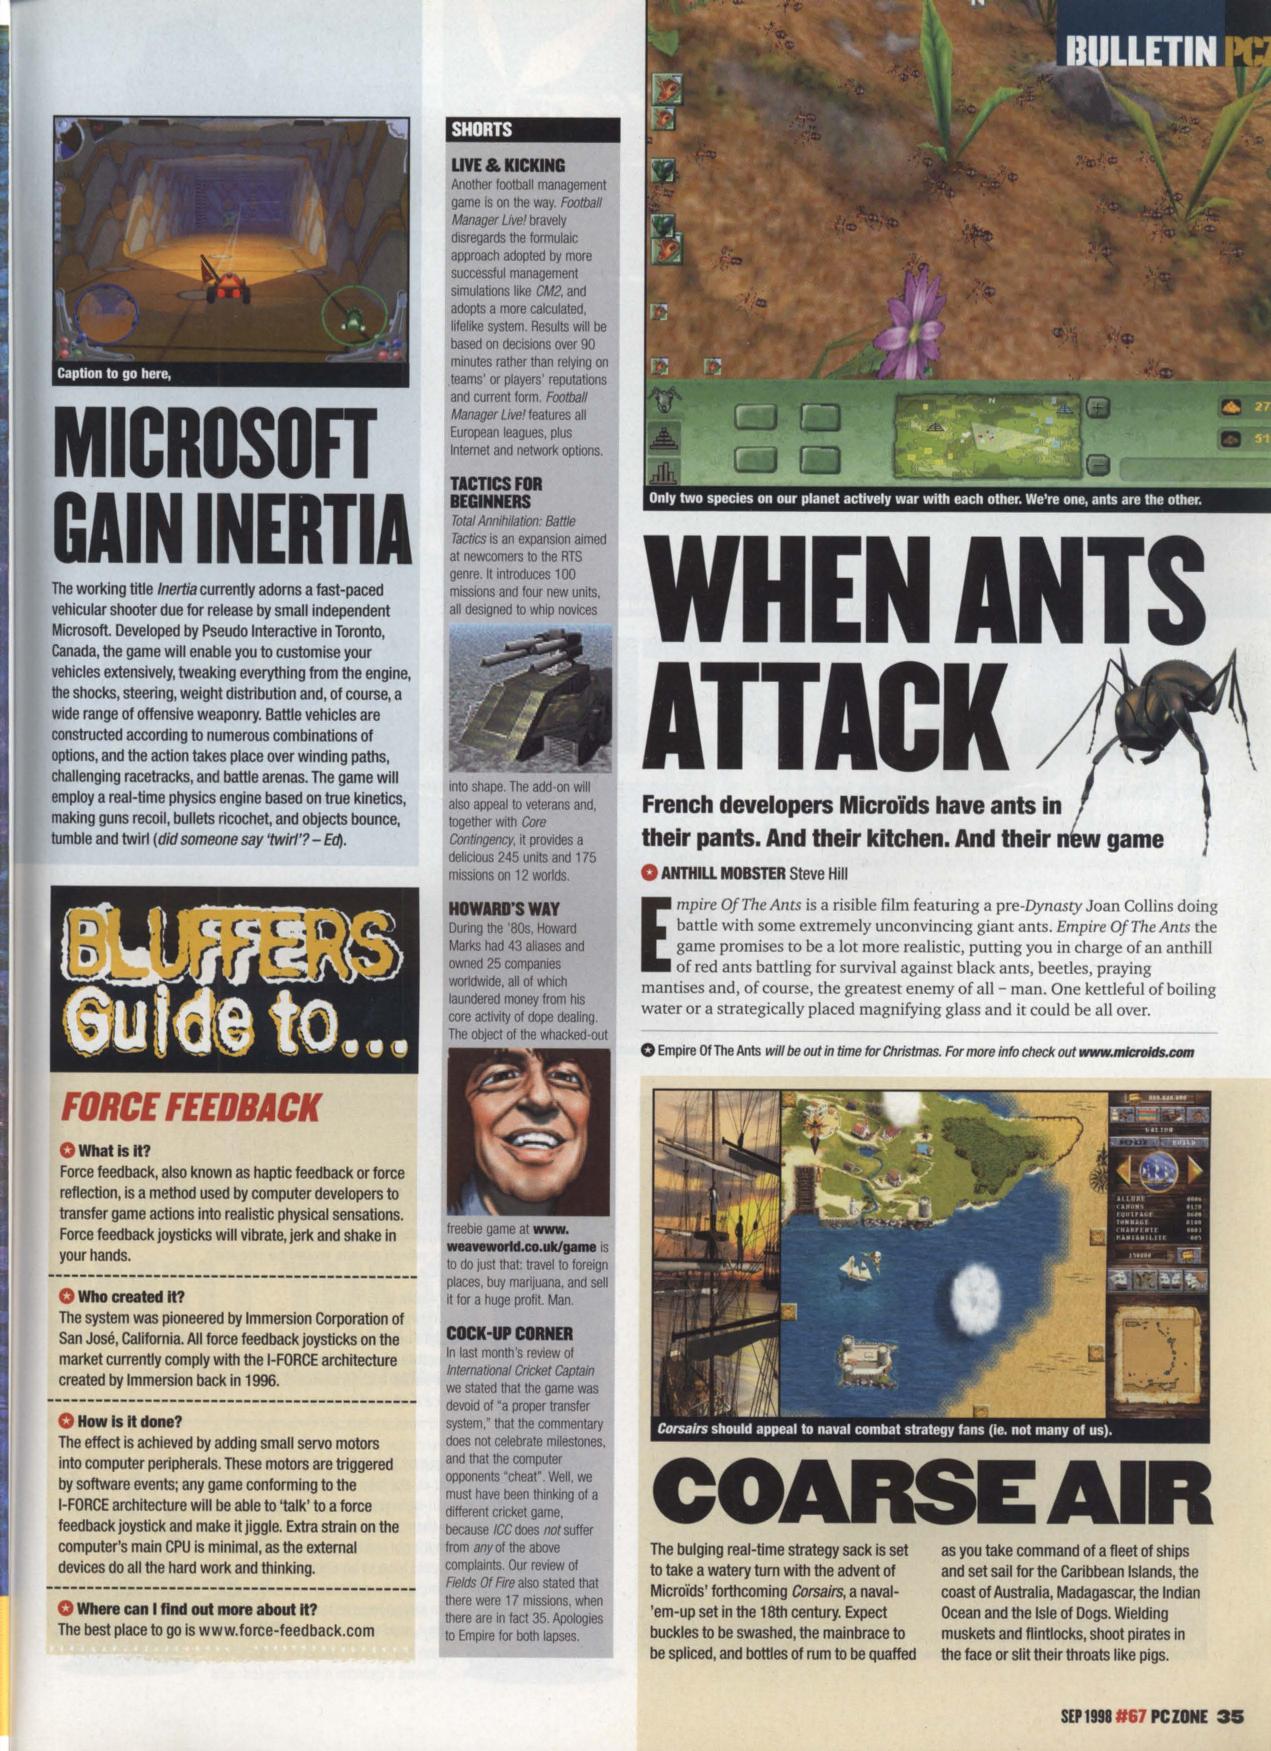 BULLETIN PCZ
Caption to go here,
MICROSOFT
GAIN INERTIA
The working title Inertia currently adorns a fast-paced
vehicular shooter due for release by small independent
Microsoft. Developed by Pseudo Interactive in Toronto,
Canada, the game will enable you to customise your
vehicles extensively, tweaking everything from the engine,
the shocks, steering, weight distribution and, of course, a
wide range of offensive weaponry. Battle vehicles are
constructed according to numerous combinations of
options, and the action takes place over winding paths,
challenging racetracks, and battle arenas. The game will
employ a real-time physics engine based on true kinetics,
making guns recoil, bullets ricochet, and objects bounce,
tumble and twirl (did someone say 'twirl'? – Ed).
BLUFFERS
Guide to...
FORCE FEEDBACK
What is it?
Force feedback, also known as haptic feedback or force
reflection, is a method used by computer developers to
transfer game actions into realistic physical sensations.
Force feedback joysticks will vibrate, jerk and shake in
your hands.
Who created it?
The system was pioneered by Immersion Corporation of
San José, California. All force feedback joysticks on the
market currently comply with the I-FORCE architecture
created by Immersion back in 1996.
How is it done?
The effect is achieved by adding small servo motors
into computer peripherals. These motors are triggered
by software events; any game conforming to the
I-FORCE architecture will be able to 'talk' to a force
feedback joystick and make it jiggle. Extra strain on the
computer's main CPU is minimal, as the external
devices do all the hard work and thinking.
Where can I find out more about it?
The best place to go is www.force-feedback.com
SHORTS
LIVE & KICKING
Another football management
game is on the way. Football
Manager Live! bravely
disregards the formulaic
approach adopted by more
successful management
simulations like CM2, and
adopts a more calculated,
lifelike system. Results will be
based on decisions over 90
minutes rather than relying on
teams' or players' reputations
and current form. Football
Manager Live! features all
European leagues, plus
Internet and network options.
TACTICS FOR
BEGINNERS
Total Annihilation: Battle
Tactics is an expansion aimed
at newcomers to the RTS
genre. It introduces 100
missions and four new units,
all designed to whip novices
into shape. The add-on will
also appeal to veterans and,
together with Core
Contingency, it provides a
delicious 245 units and 175
missions on 12 worlds.
HOWARD'S WAY
During the '80s, Howard
Marks had 43 aliases and
owned 25 companies
worldwide, all of which
laundered money from his
core activity of dope dealing.
The object of the whacked-out
freebie game at www.
weaveworld.co.uk/game is
to do just that: travel to foreign
places, buy marijuana, and sell
it for a huge profit. Man.
COCK-UP CORNER
In last month's review of
International Cricket Captain
we stated that the game was
devoid of "a proper transfer
system," that the commentary
does not celebrate milestones,
and that the computer
opponents "cheat". Well, we
must have been thinking of a
different cricket game,
because ICC does not suffer
from any of the above
complaints. Our review of
Fields Of Fire also stated that
there were 17 missions, when
there are in fact 35. Apologies
to Empire for both lapses.
N
27
51
Only two species on our planet actively war with each other. We're one, ants are the other.
WHEN ANTS
ATTACK
French developers Microïds have ants in
their pants. And their kitchen. And their new game
ANTHILL MOBSTER Steve Hill
Empire Of The Ants is a risible film featuring a pre-Dynasty Joan Collins doing
battle with some extremely unconvincing giant ants. Empire Of The Ants the
game promises to be a lot more realistic, putting you in charge of an anthill
of red ants battling for survival against black ants, beetles, praying
mantises and, of course, the greatest enemy of all – man. One kettleful of boiling
water or a strategically placed magnifying glass and it could be all over.
Empire Of The Ants will be out in time for Christmas. For more info check out www.microids.com
GALION
BUILD
ALLURE
CANONS
EQUIPAGE
TONNAGE
CHARPENTE
MANIABILITE
Corsairs should appeal to naval combat strategy fans (ie. not many of us).
COARSE AIR
The bulging real-time strategy sack is set
to take a watery turn with the advent of
Microïds' forthcoming Corsairs, a naval-
'em-up set in the 18th century. Expect
buckles to be swashed, the mainbrace to
be spliced, and bottles of rum to be quaffed
as you take command of a fleet of ships
and set sail for the Caribbean Islands, the
coast of Australia, Madagascar, the Indian
Ocean and the Isle of Dogs. Wielding
muskets and flintlocks, shoot pirates in
the face or slit their throats like pigs.
SEP 1998 #67 PC ZONE 35